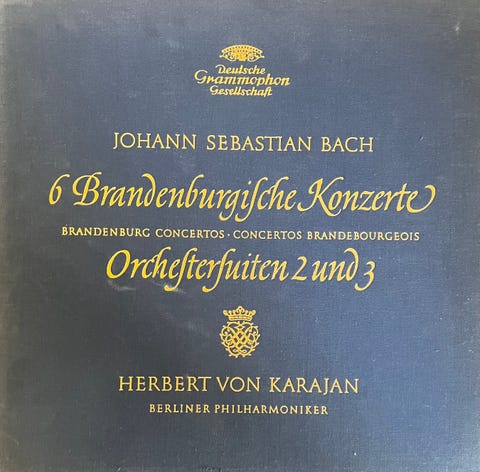 Deutsche
Grammophon
Gesellschaft
JOHANN SEBASTIAN BACH
6 Brandenburgiſche Konzerte
BRANDENBURG CONCERTOS · CONCERTOS BRANDEBOURGEOIS
Orcheſterſuiten 2 und 3
HERBERT VON KARAJAN
BERLINER PHILHARMONIKER